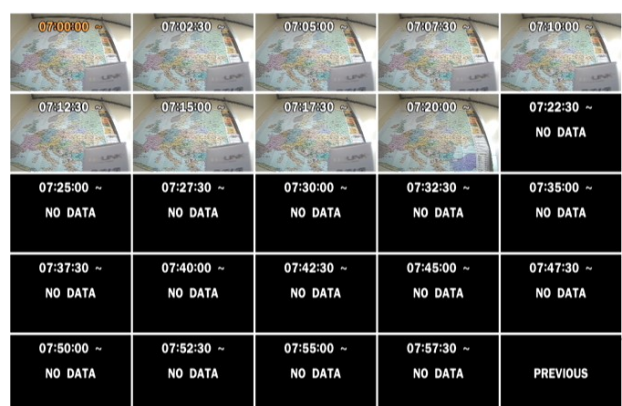 07:00:00 ~
07:02:30 ~
07:05:00 ~
07:07:30 ~
07:10:00 ~
07:12:30 ~
07:15:00 ~
07:17:30 ~
07:20:00 ~
07:22:30 ~
NO DATA
07:25:00 ~
NO DATA
07:27:30 ~
NO DATA
07:30:00 ~
NO DATA
07:32:30 ~
NO DATA
07:35:00 ~
NO DATA
07:37:30 ~
NO DATA
07:40:00 ~
NO DATA
07:42:30 ~
NO DATA
07:45:00 ~
NO DATA
07:47:30 ~
NO DATA
07:50:00 ~
NO DATA
07:52:30 ~
NO DATA
07:55:00 ~
NO DATA
07:57:30 ~
NO DATA
PREVIOUS